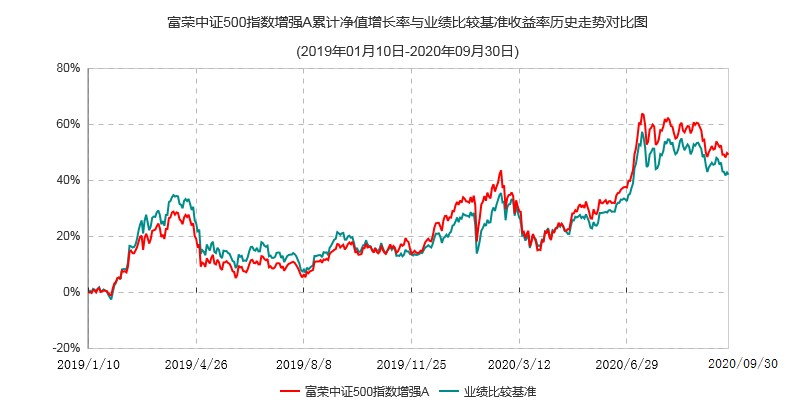 富荣中证500指数增强A累计净值增长率与业绩比较基准收益率历史走势对比图
(2019年01月10日-2020年09月30日)
80%
60%
40%
20%
0%
-20%
2019/1/10 2019/4/26 2019/8/8 2019/11/25 2020/3/12 2020/6/29 2020/09/30
富荣中证500指数增强A 业绩比较基准